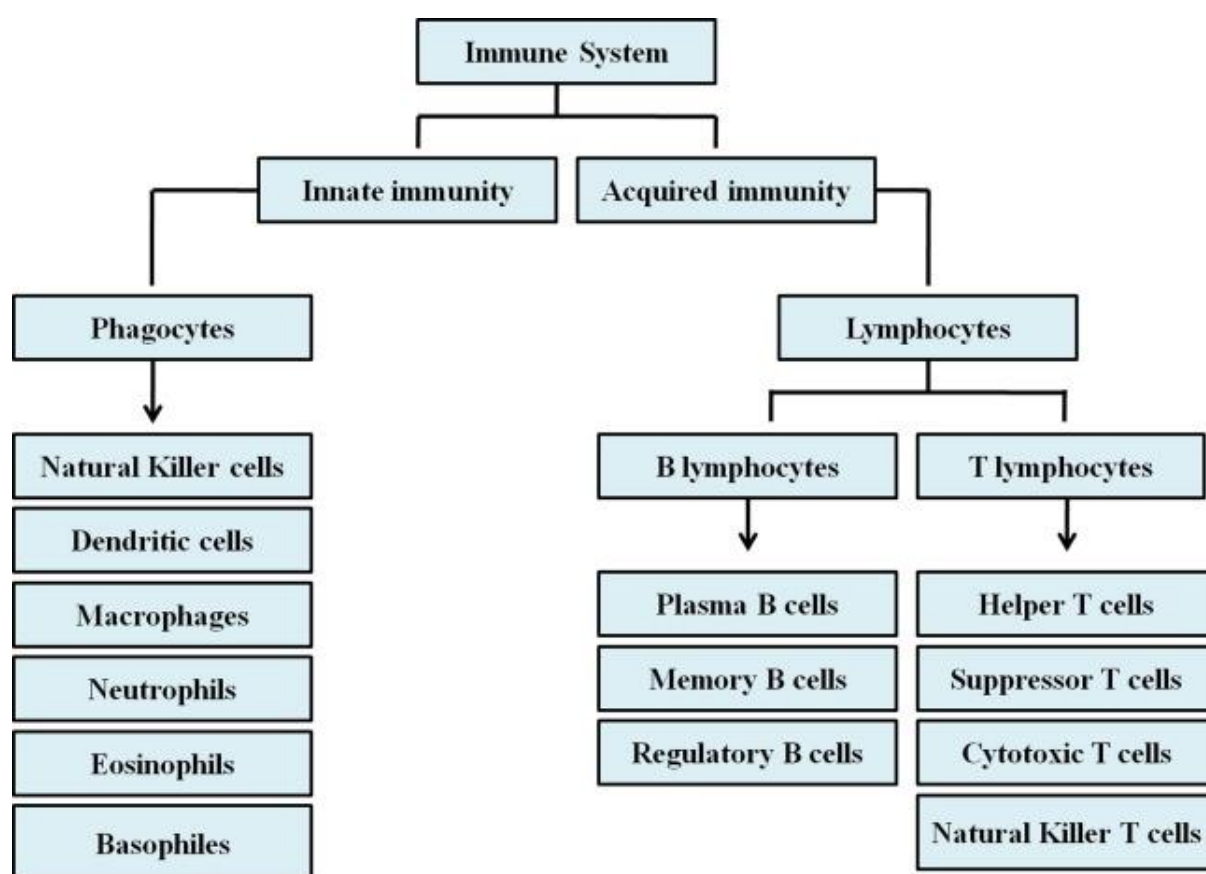 Immune System
Innate immunity
Acquired immunity
Phagocytes
Lymphocytes
Natural Killer cells
Dendritic cells
Macrophages
Neutrophils
Eosinophils
Basophiles
B lymphocytes
T lymphocytes
Plasma B cells
Memory B cells
Regulatory B cells
Helper T cells
Suppressor T cells
Cytotoxic T cells
Natural Killer T cells